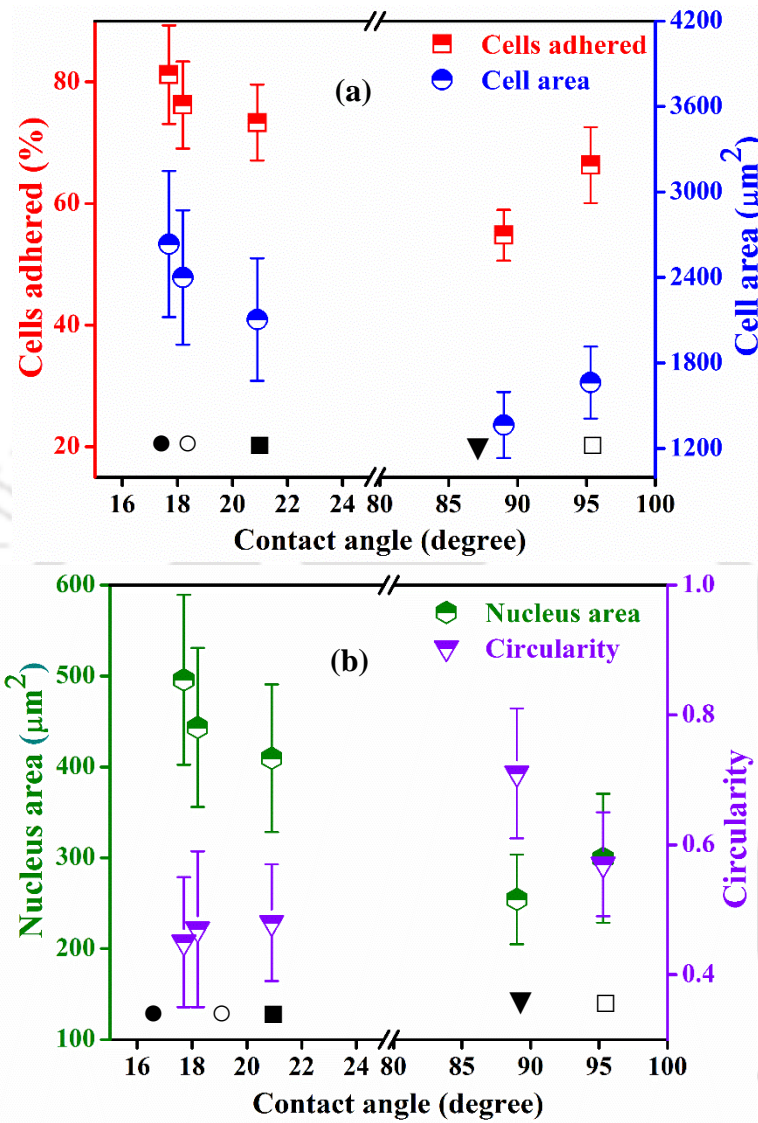 4200
80
Cells adhered
(a)
Cell area
3600
Cells adhered (%)
Cell area (μm²)
3000
60
2400
40
1800
20
1200
16 18 20 22 24 80 85 90 95 100
Contact angle (degree)
600
1.0
Nucleus area
Circularity
(b)
500
0.8
Nucleus area (μm²)
Circularity
400
300
0.6
200
0.4
100
16 18 20 22 24 80 85 90 95 100
Contact angle (degree)